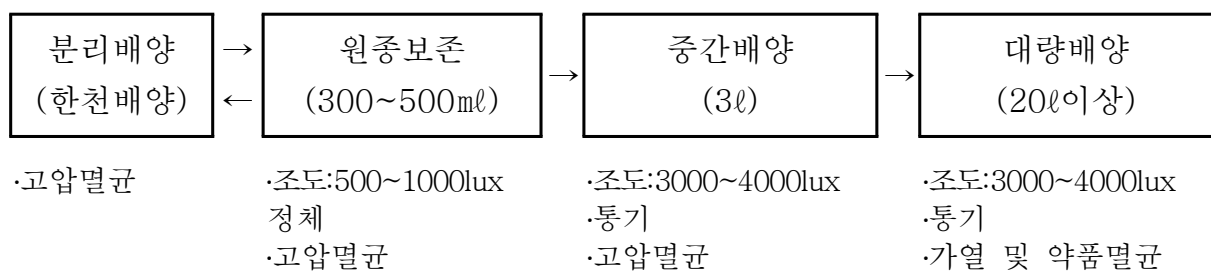 분리배양
(한천배양)
→
←
원종보존
(300~500㎖)
→
중간배양
(3ℓ)
→
대량배양
(20ℓ이상)
·고압멸균
·조도:500~1000lux
정체
·고압멸균
·조도:3000~4000lux
·통기
·고압멸균
·조도:3000~4000lux
·통기
·가열 및 약품멸균